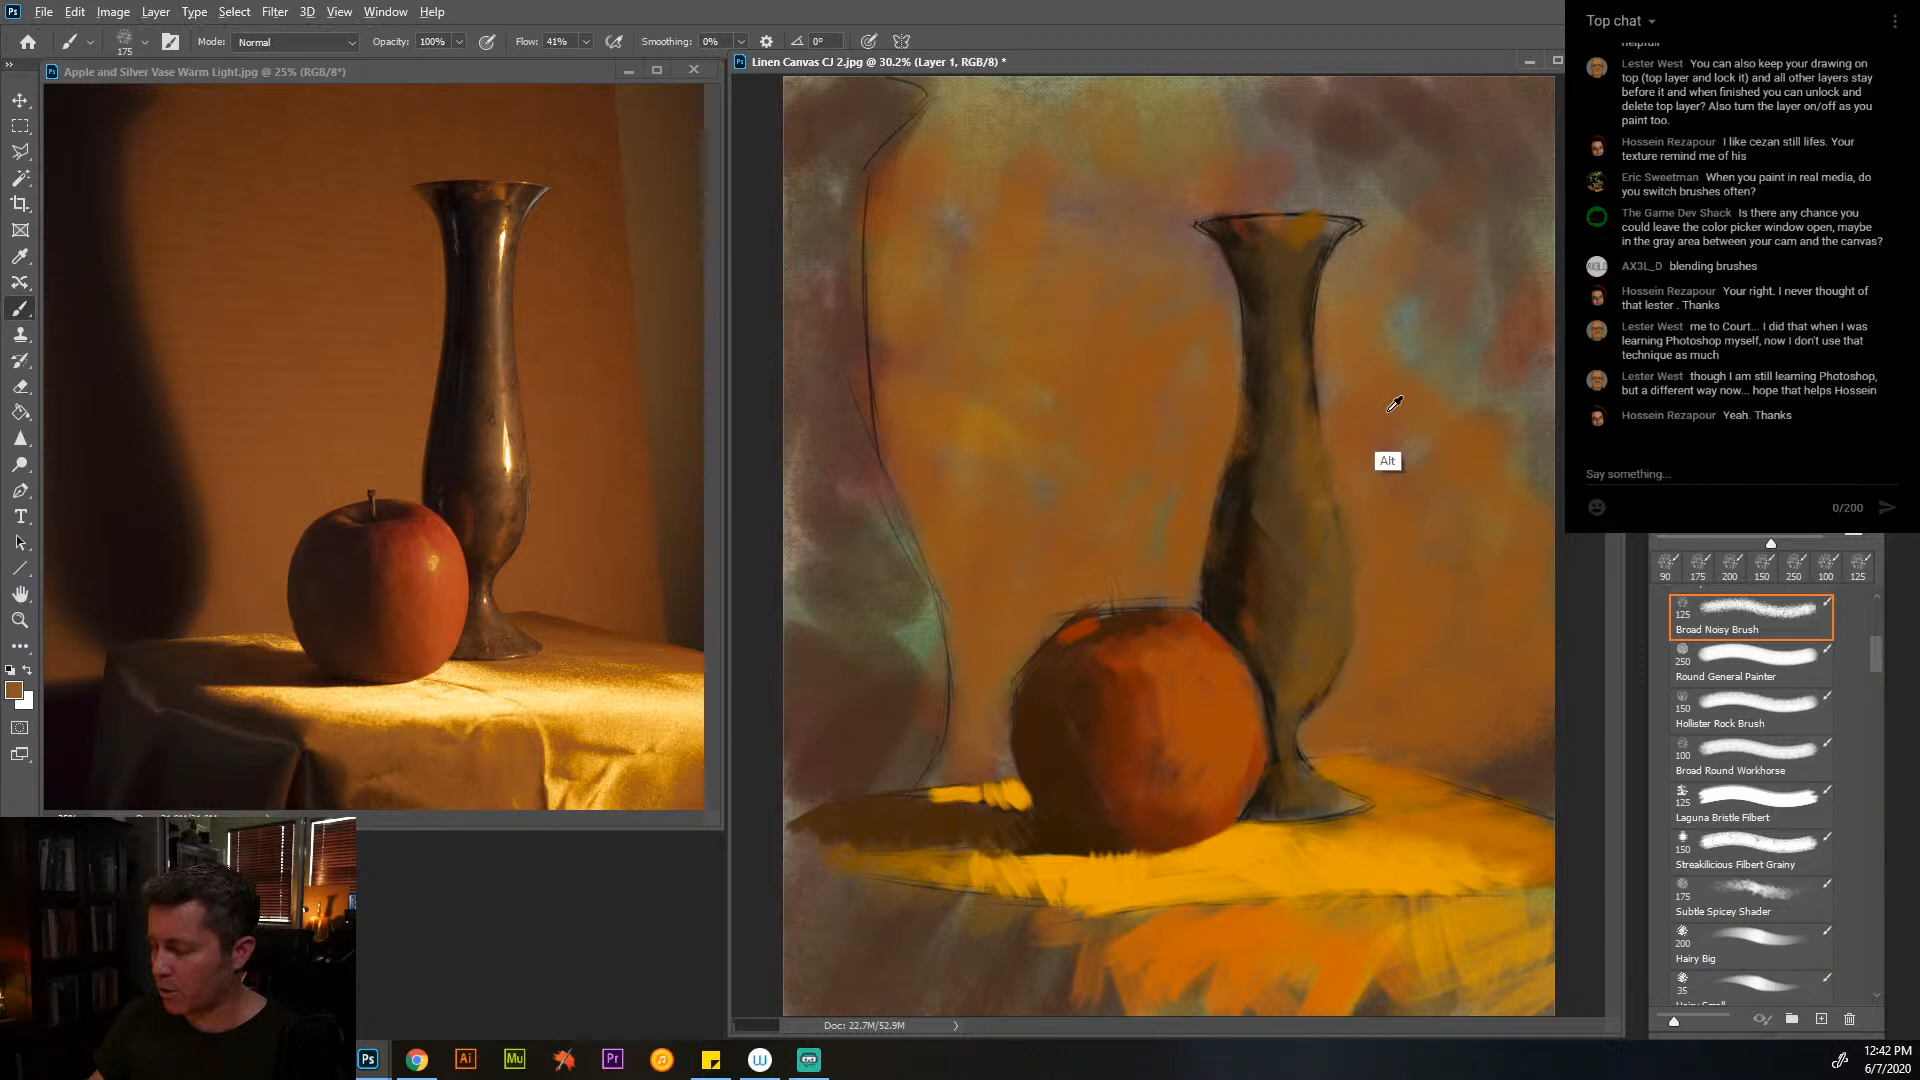 Ps File Edit Image Layer Type Select Filter 3D View Window Help
175 Mode: Normal Opacity: 100% Flow: 41% Smoothing: 0% 0°
Ps Apple and Silver Vase Warm Light.jpg @ 25% (RGB/8*)
Ps Linen Canvas CJ 2.jpg @ 30.2% (Layer 1, RGB/8) *
Alt
Doc: 22.7M/52.9M
Top chat
helpful!
Lester West You can also keep your drawing on
top (top layer and lock it) and all other layers stay
before it and when finished you can unlock and
delete top layer? Also turn the layer on/off as you
paint too.
Hossein Rezapour I like cezan still lifes. Your
texture remind me of his
Eric Sweetman When you paint in real media, do
you switch brushes often?
The Game Dev Shack Is there any chance you
could leave the color picker window open, maybe
in the gray area between your cam and the canvas?
AX3L_D blending brushes
Hossein Rezapour Your right. I never thought of
that lester . Thanks
Lester West me to Court... I did that when I was
learning Photoshop myself, now I don't use that
technique as much
Lester West though I am still learning Photoshop,
but a different way now... hope that helps Hossein
Hossein Rezapour Yeah. Thanks
Say something...
0/200
90 175 200 150 250 100 125
125
Broad Noisy Brush
250
Round General Painter
150
Hollister Rock Brush
100
Broad Round Workhorse
125
Laguna Bristle Filbert
150
Streakilicious Filbert Grainy
175
Subtle Spicey Shader
200
Hairy Big
35
Ps Ai Mu Pr
12:42 PM
6/7/2020